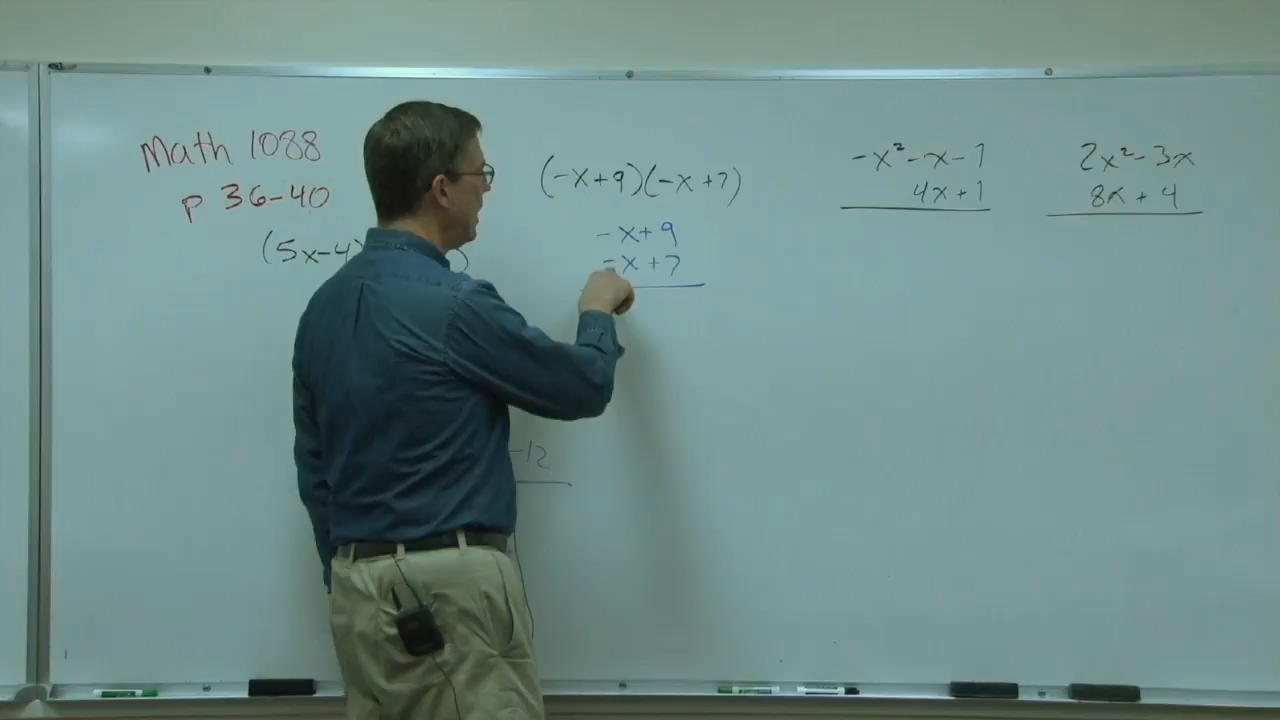 Math 1088
p 36-40
(5x-4)
(-x+9)(-x+7)
-x+9
-x+7
-12
-x²-x-1
4x+1
2x²-3x
8x+4